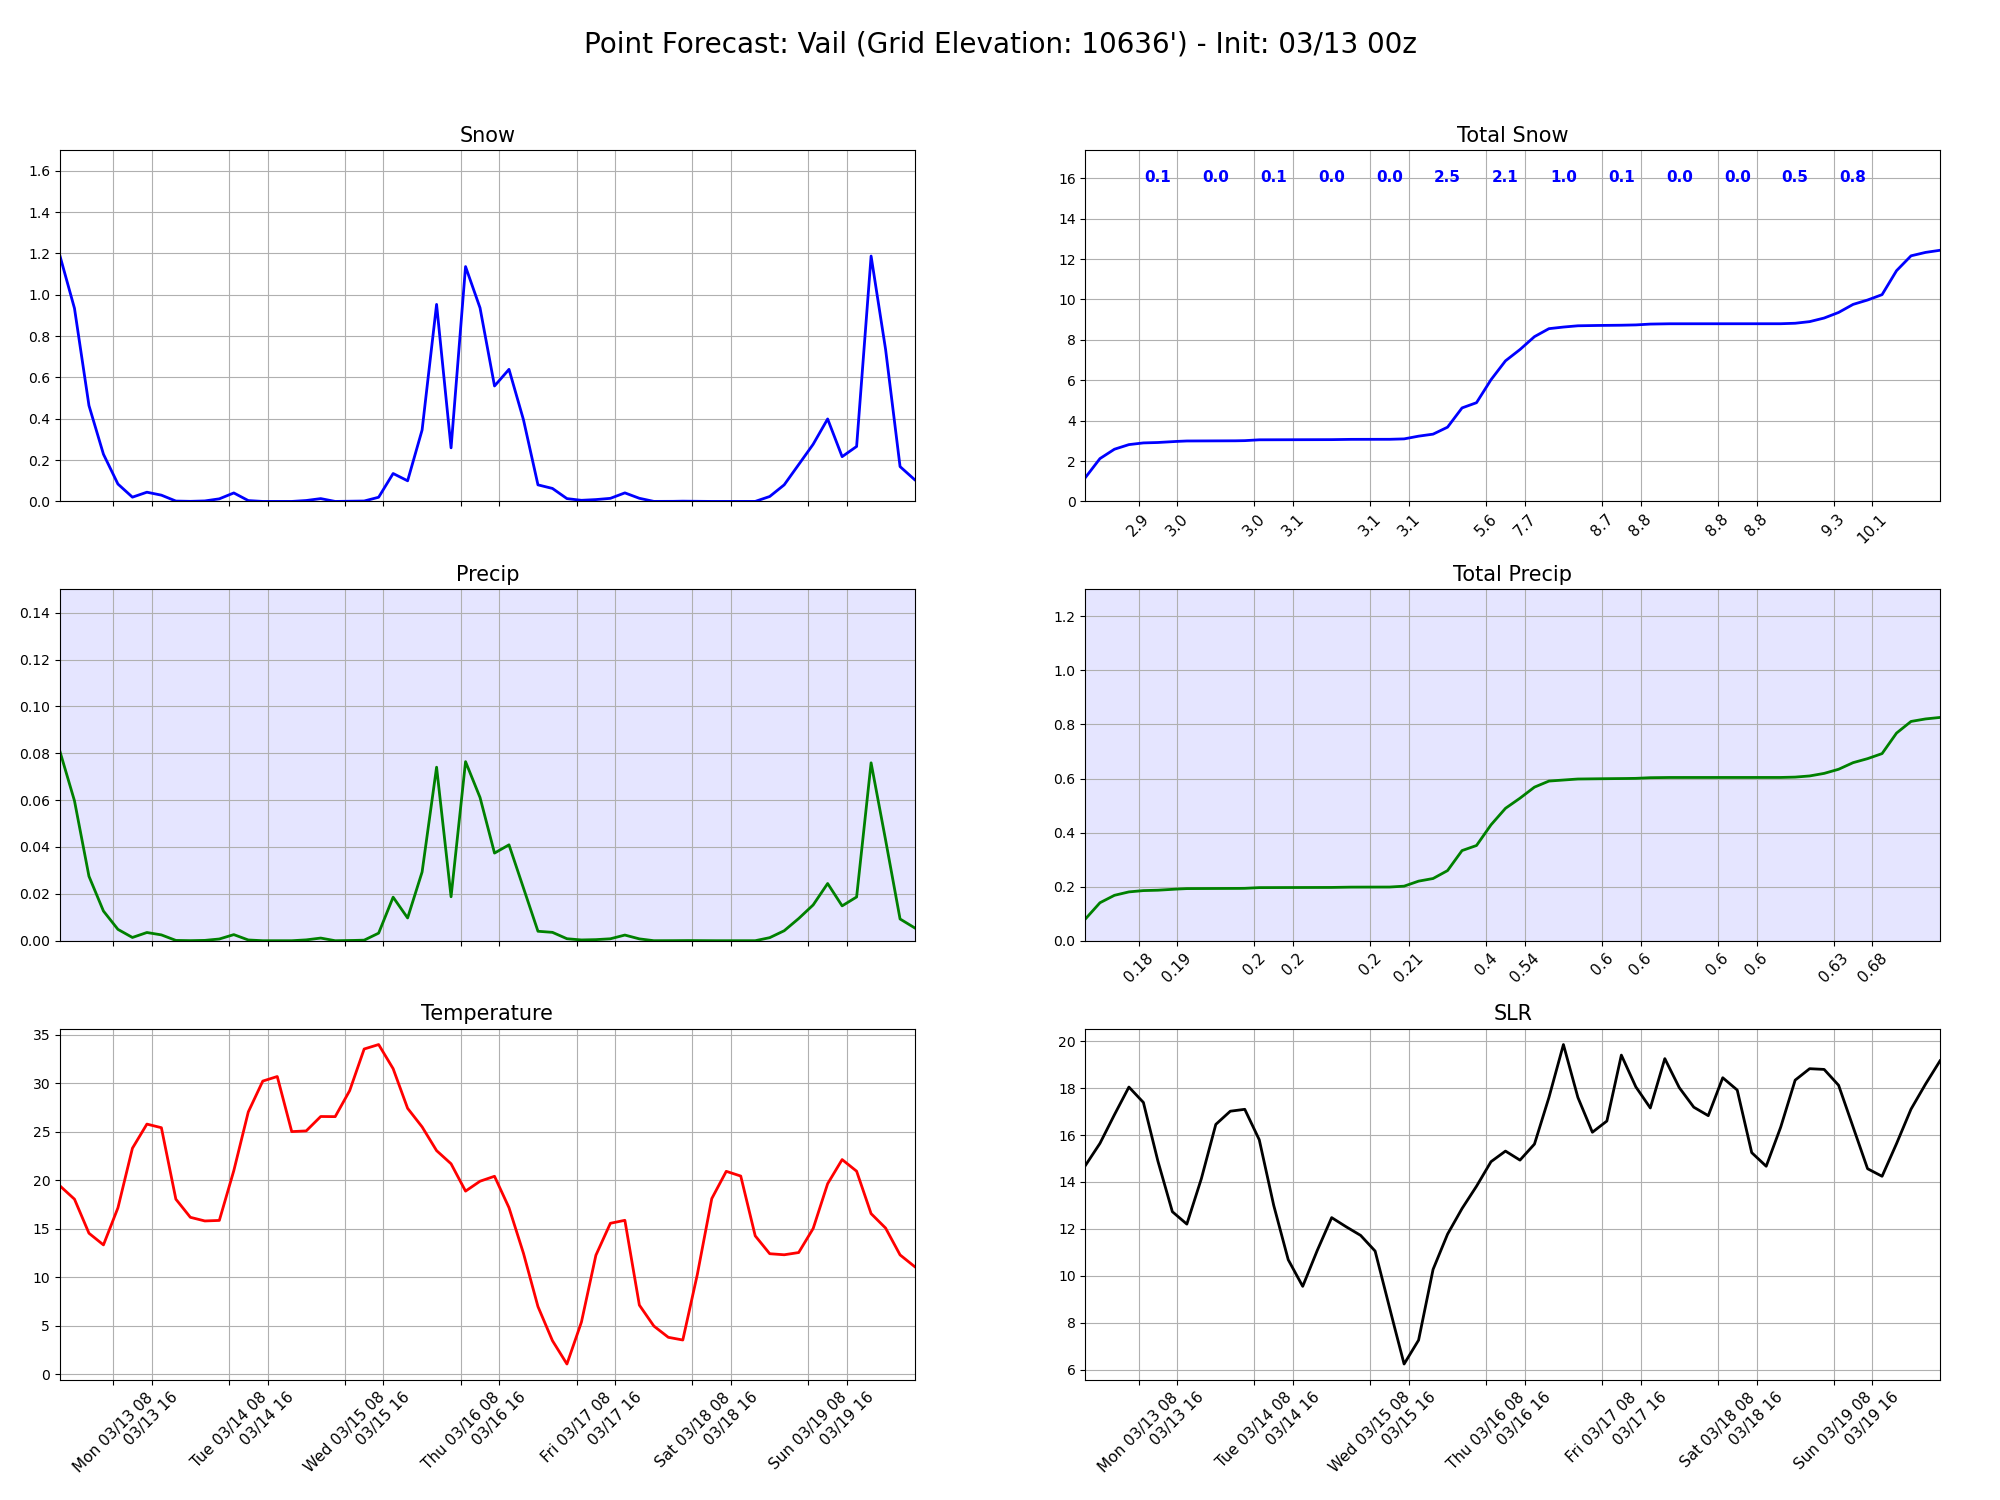 Point Forecast: Vail (Grid Elevation: 10636') - Init: 03/13 00z
Snow
1.6
1.4
1.2
1.0
0.8
0.6
0.4
0.2
0.0
Total Snow
0.1 0.0 0.1 0.0 0.0 2.5 2.1 1.0 0.1 0.0 0.0 0.5 0.8
16
14
12
10
8
6
4
2
0
2.9 3.0 3.0 3.1 3.1 3.1 5.6 7.7 8.7 8.8 8.8 8.8 9.3 10.1
Precip
0.14
0.12
0.10
0.08
0.06
0.04
0.02
0.00
Total Precip
1.2
1.0
0.8
0.6
0.4
0.2
0.0
0.18 0.19 0.2 0.2 0.2 0.21 0.4 0.54 0.6 0.6 0.6 0.6 0.63 0.68
Temperature
35
30
25
20
15
10
5
0
Mon 03/13 08
03/13 16
Tue 03/14 08
03/14 16
Wed 03/15 08
03/15 16
Thu 03/16 08
03/16 16
Fri 03/17 08
03/17 16
Sat 03/18 08
03/18 16
Sun 03/19 08
03/19 16
SLR
20
18
16
14
12
10
8
6
Mon 03/13 08
03/13 16
Tue 03/14 08
03/14 16
Wed 03/15 08
03/15 16
Thu 03/16 08
03/16 16
Fri 03/17 08
03/17 16
Sat 03/18 08
03/18 16
Sun 03/19 08
03/19 16